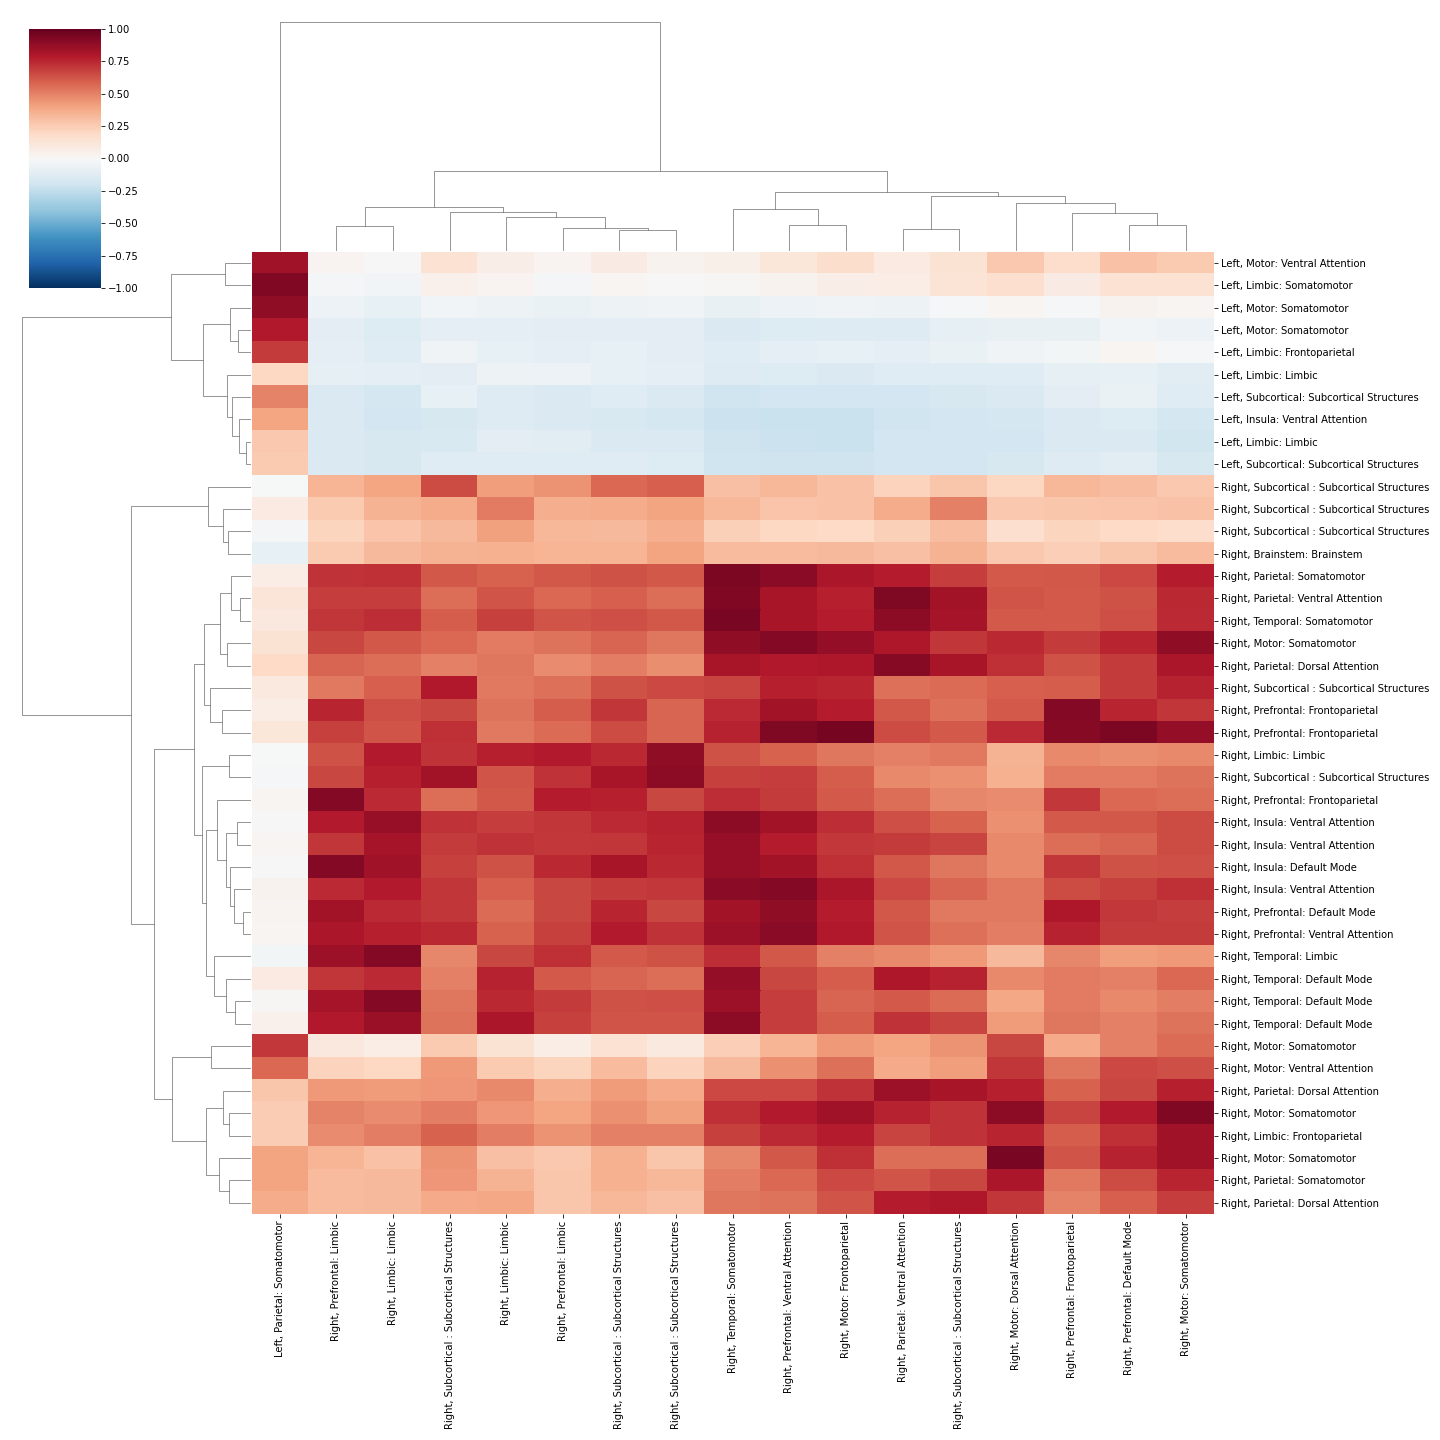 1.00
0.75
0.50
0.25
0.00
−0.25
−0.50
−0.75
−1.00
Left, Motor: Ventral Attention
Left, Limbic: Somatomotor
Left, Motor: Somatomotor
Left, Motor: Somatomotor
Left, Limbic: Frontoparietal
Left, Limbic: Limbic
Left, Subcortical: Subcortical Structures
Left, Insula: Ventral Attention
Left, Limbic: Limbic
Left, Subcortical: Subcortical Structures
Right, Subcortical : Subcortical Structures
Right, Subcortical : Subcortical Structures
Right, Subcortical : Subcortical Structures
Right, Brainstem: Brainstem
Right, Parietal: Somatomotor
Right, Parietal: Ventral Attention
Right, Temporal: Somatomotor
Right, Motor: Somatomotor
Right, Parietal: Dorsal Attention
Right, Subcortical : Subcortical Structures
Right, Prefrontal: Frontoparietal
Right, Prefrontal: Frontoparietal
Right, Limbic: Limbic
Right, Subcortical : Subcortical Structures
Right, Prefrontal: Frontoparietal
Right, Insula: Ventral Attention
Right, Insula: Ventral Attention
Right, Insula: Default Mode
Right, Insula: Ventral Attention
Right, Prefrontal: Default Mode
Right, Prefrontal: Ventral Attention
Right, Temporal: Limbic
Right, Temporal: Default Mode
Right, Temporal: Default Mode
Right, Temporal: Default Mode
Right, Motor: Somatomotor
Right, Motor: Ventral Attention
Right, Parietal: Dorsal Attention
Right, Motor: Somatomotor
Right, Limbic: Frontoparietal
Right, Motor: Somatomotor
Right, Parietal: Somatomotor
Right, Parietal: Dorsal Attention
Left, Parietal: Somatomotor
Right, Prefrontal: Limbic
Right, Limbic: Limbic
Right, Subcortical : Subcortical Structures
Right, Limbic: Limbic
Right, Prefrontal: Limbic
Right, Subcortical : Subcortical Structures
Right, Subcortical : Subcortical Structures
Right, Temporal: Somatomotor
Right, Prefrontal: Ventral Attention
Right, Motor: Frontoparietal
Right, Parietal: Ventral Attention
Right, Subcortical : Subcortical Structures
Right, Motor: Dorsal Attention
Right, Prefrontal: Frontoparietal
Right, Prefrontal: Default Mode
Right, Motor: Somatomotor